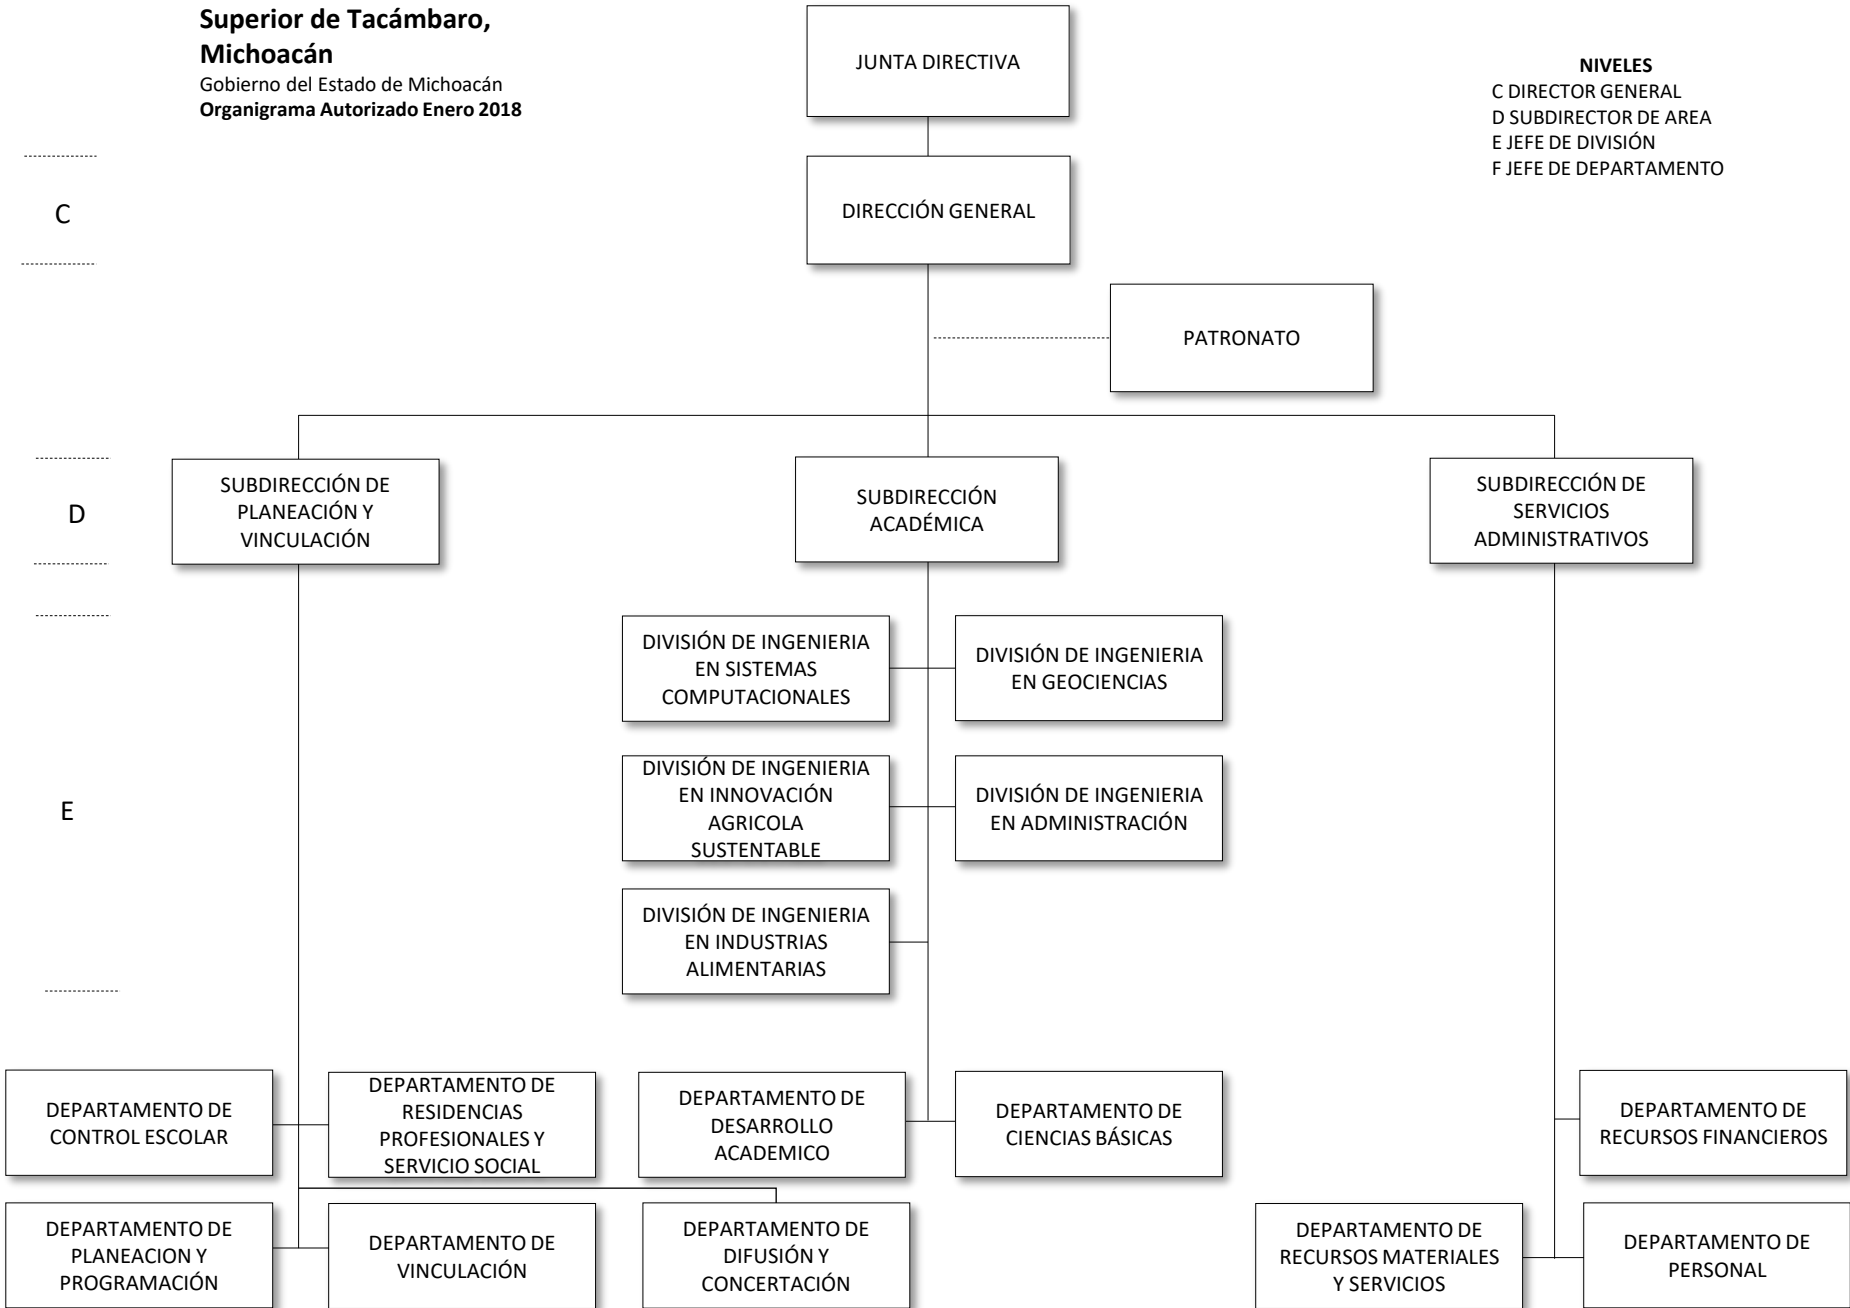 Superior de Tacámbaro,
Michoacán
Gobierno del Estado de Michoacán
Organigrama Autorizado Enero 2018
JUNTA DIRECTIVA
NIVELES
C DIRECTOR GENERAL
D SUBDIRECTOR DE AREA
E JEFE DE DIVISIÓN
F JEFE DE DEPARTAMENTO
C
DIRECCIÓN GENERAL
PATRONATO
D
SUBDIRECCIÓN DE
PLANEACIÓN Y
VINCULACIÓN
SUBDIRECCIÓN
ACADÉMICA
SUBDIRECCIÓN DE
SERVICIOS
ADMINISTRATIVOS
E
DIVISIÓN DE INGENIERIA
EN SISTEMAS
COMPUTACIONALES
DIVISIÓN DE INGENIERIA
EN GEOCIENCIAS
DIVISIÓN DE INGENIERIA
EN INNOVACIÓN
AGRICOLA
SUSTENTABLE
DIVISIÓN DE INGENIERIA
EN ADMINISTRACIÓN
DIVISIÓN DE INGENIERIA
EN INDUSTRIAS
ALIMENTARIAS
DEPARTAMENTO DE
CONTROL ESCOLAR
DEPARTAMENTO DE
RESIDENCIAS
PROFESIONALES Y
SERVICIO SOCIAL
DEPARTAMENTO DE
DESARROLLO
ACADEMICO
DEPARTAMENTO DE
CIENCIAS BÁSICAS
DEPARTAMENTO DE
RECURSOS FINANCIEROS
DEPARTAMENTO DE
PLANEACION Y
PROGRAMACIÓN
DEPARTAMENTO DE
VINCULACIÓN
DEPARTAMENTO DE
DIFUSIÓN Y
CONCERTACIÓN
DEPARTAMENTO DE
RECURSOS MATERIALES
Y SERVICIOS
DEPARTAMENTO DE
PERSONAL